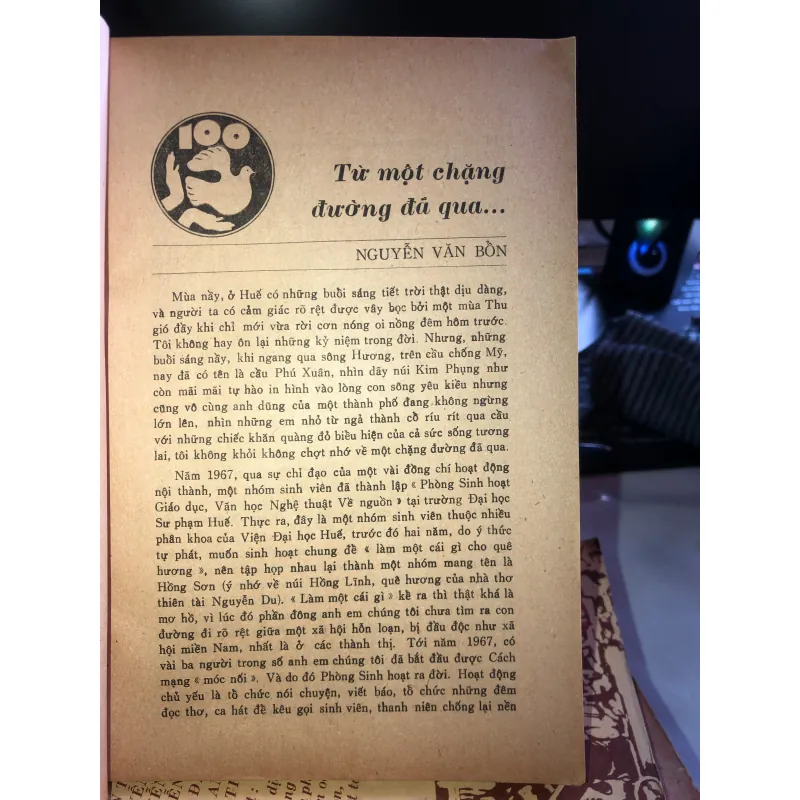 100
Từ một chặng
đường đã qua...
NGUYỄN VĂN BỒN
Mùa nầy, ở Huế có những buổi sáng tiết trời thật dịu dàng,
và người ta có cảm giác rõ rệt được vây bọc bởi một mùa Thu
gió đầy khi chỉ mới vừa rời cơn nóng oi nồng đêm hôm trước.
Tôi không hay ôn lại những kỷ niệm trong đời. Nhưng, những
buổi sáng nầy, khi ngang qua sông Hương, trên cầu chống Mỹ,
nay đã có tên là cầu Phú Xuân, nhìn dãy núi Kim Phụng như
còn mãi mãi tự hào in hình vào lòng con sông yêu kiều nhưng
cũng vô cùng anh dũng của một thành phố đang không ngừng
lớn lên, nhìn những em nhỏ từ ngả thành cổ ríu rít qua cầu
với những chiếc khăn quàng đỏ biểu hiện của cả sức sống tương
lai, tôi không khỏi không chợt nhớ về một chặng đường đã qua.
Năm 1967, qua sự chỉ đạo của một vài đồng chí hoạt động
nội thành, một nhóm sinh viên đã thành lập « Phòng Sinh hoạt
Giáo dục, Văn học Nghệ thuật Về nguồn » tại trường Đại học
Sư phạm Huế. Thực ra, đây là một nhóm sinh viên thuộc nhiều
phân khoa của Viện Đại học Huế, trước đó hai năm, do ý thức
tự phát, muốn sinh hoạt chung để « làm một cái gì cho quê
hương », nên tập họp nhau lại thành một nhóm mang tên là
Hồng Sơn (ý nhớ về núi Hồng Lĩnh, quê hương của nhà thơ
thiên tài Nguyễn Du). « Làm một cái gì » kể ra thì thật khá là
mơ hồ, vì lúc đó phần đông anh em chúng tôi chưa tìm ra con
đường đi rõ rệt giữa một xã hội hỗn loạn, bị đầu độc như xã
hội miền Nam, nhất là ở các thành thị. Tới năm 1967, có
vài ba người trong số anh em chúng tôi đã bắt đầu được Cách
mạng « móc nối ». Và do đó Phòng Sinh hoạt ra đời. Hoạt động
chủ yếu là tổ chức nói chuyện, viết báo, tổ chức những đêm
đọc thơ, ca hát để kêu gọi sinh viên, thanh niên chống lại nền